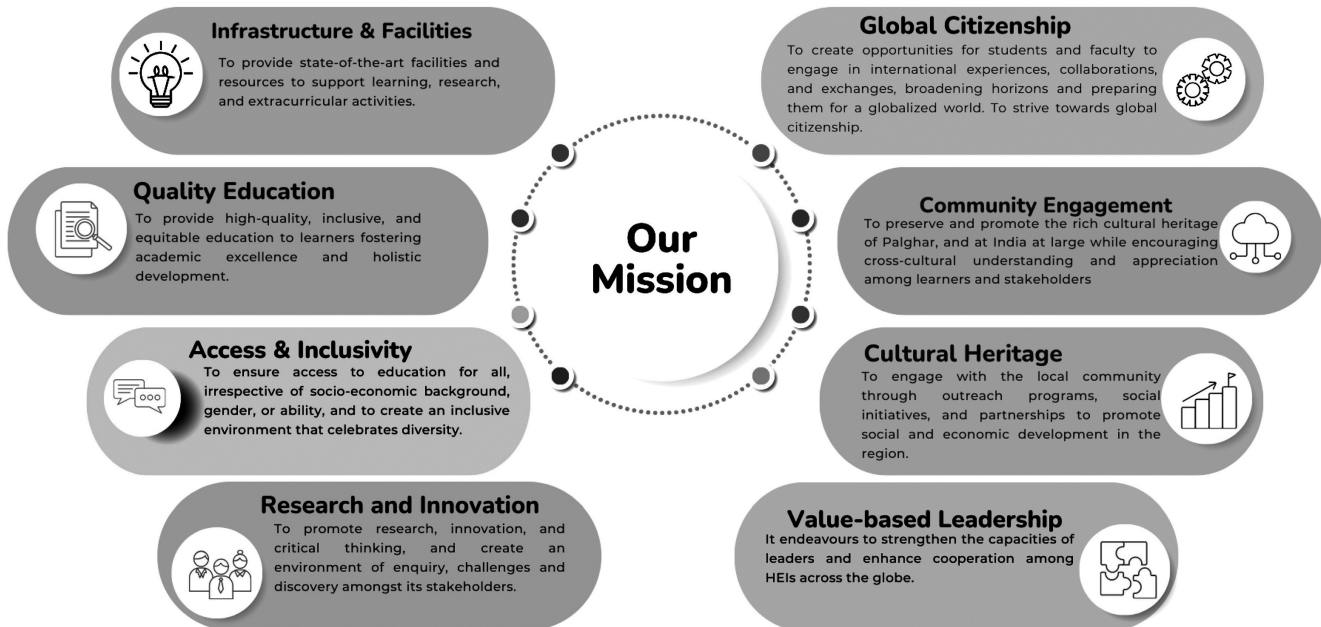 Infrastructure & Facilities
To provide state-of-the-art facilities and
resources to support learning, research,
and extracurricular activities.
Quality Education
To provide high-quality, inclusive, and
equitable education to learners fostering
academic excellence and holistic
development.
Access & Inclusivity
To ensure access to education for all,
irrespective of socio-economic background,
gender, or ability, and to create an inclusive
environment that celebrates diversity.
Research and Innovation
To promote research, innovation, and
critical thinking, and create an
environment of enquiry, challenges and
discovery amongst its stakeholders.
Our
Mission
Global Citizenship
To create opportunities for students and faculty to
engage in international experiences, collaborations,
and exchanges, broadening horizons and preparing
them for a globalized world. To strive towards global
citizenship.
Community Engagement
To preserve and promote the rich cultural heritage
of Palghar, and at India at large while encouraging
cross-cultural understanding and appreciation
among learners and stakeholders
Cultural Heritage
To engage with the local community
through outreach programs, social
initiatives, and partnerships to promote
social and economic development in the
region.
Value-based Leadership
It endeavours to strengthen the capacities of
leaders and enhance cooperation among
HEIs across the globe.